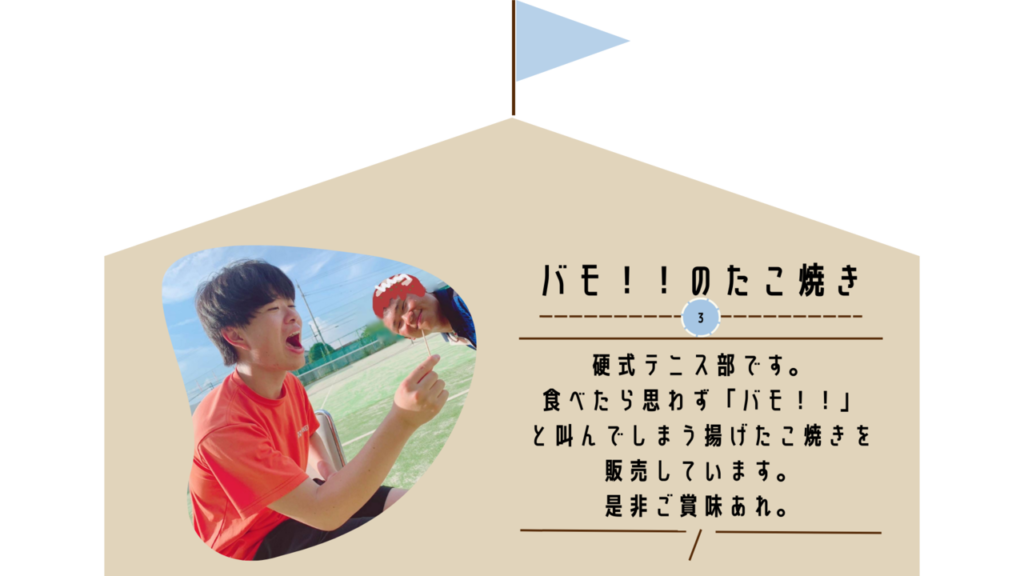 バモ！！のたこ焼き
3
硬式テニス部です。
食べたら思わず「バモ！！」
と叫んでしまう揚げたこ焼きを
販売しています。
是非ご賞味あれ。